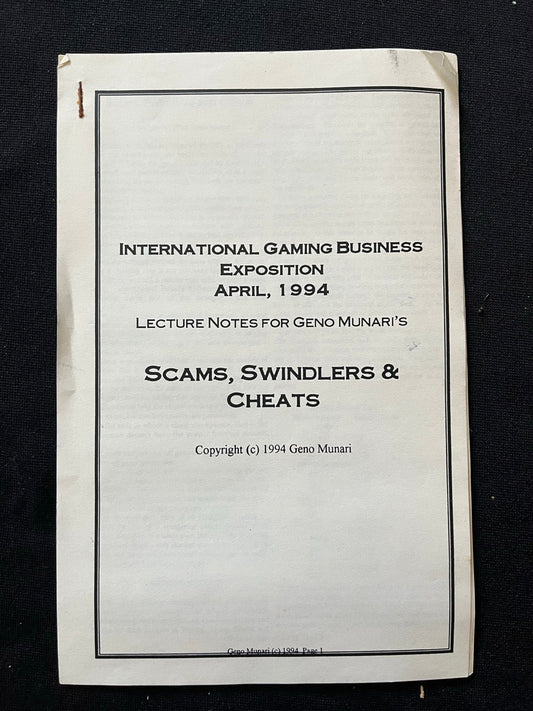 International Gaming Business
Exposition
April, 1994
Lecture Notes for Geno Munari's
Scams, Swindlers &
Cheats
Copyright (c) 1994 Geno Munari
Geno Munari (c) 1994 Page 1